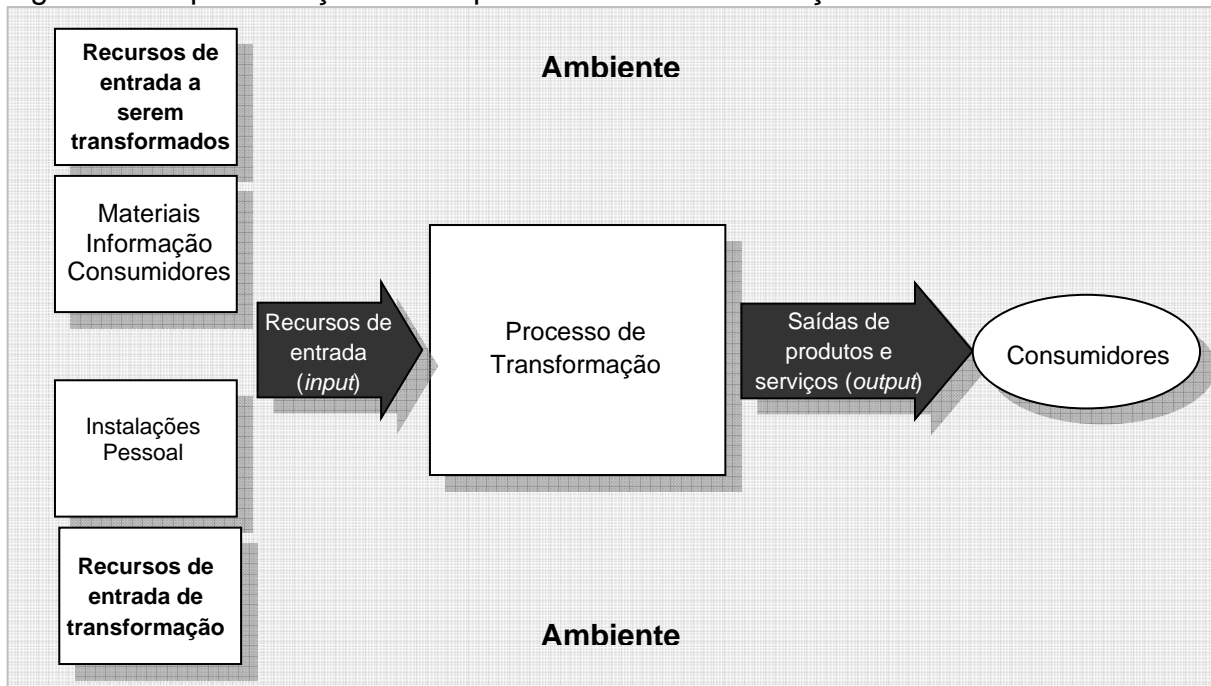 Recursos de
entrada a
serem
transformados
Ambiente
Materiais
Informação
Consumidores
Recursos de
entrada
(input)
Processo de
Transformação
Saídas de
produtos e
serviços (output)
Consumidores
Instalações
Pessoal
Recursos de
entrada de
transformação
Ambiente